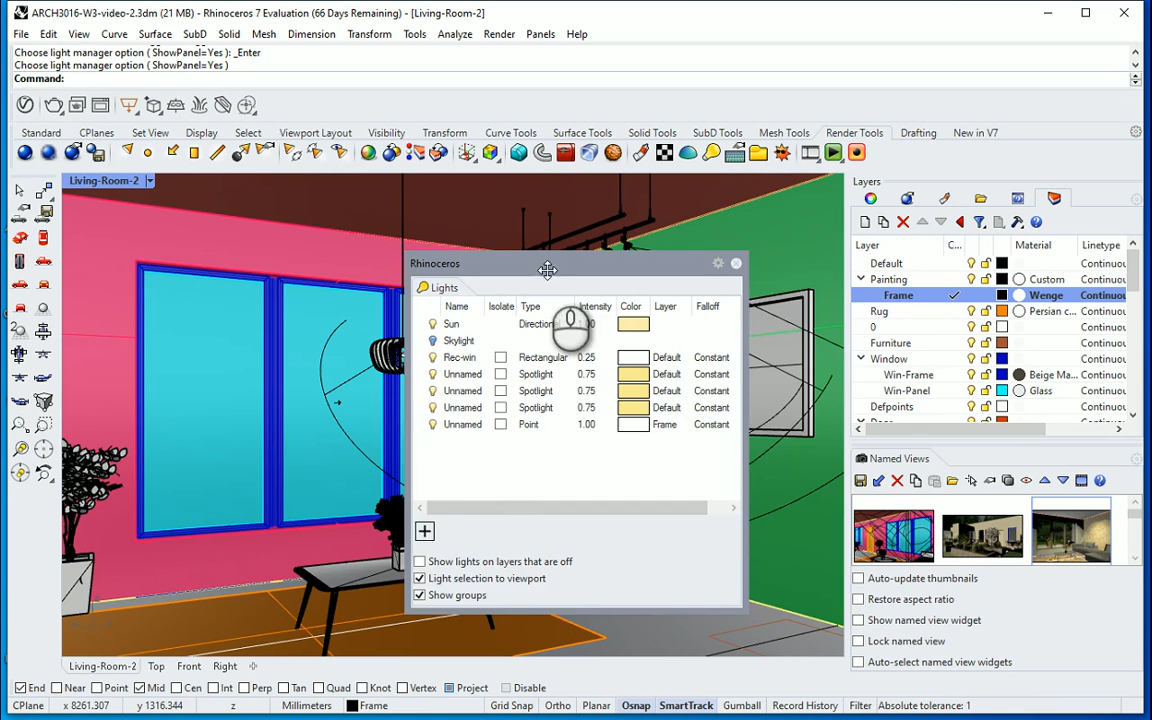 ARCH3016-W3-video-2.3dm (21 MB) - Rhinoceros 7 Evaluation (66 Days Remaining) - [Living-Room-2]
File Edit View Curve Surface SubD Solid Mesh Dimension Transform Tools Analyze Render Panels Help
Choose light manager option ( ShowPanel=Yes ): _Enter
Choose light manager option ( ShowPanel=Yes )
Command:
Standard CPlanes Set View Display Select Viewport Layout Visibility Transform Curve Tools Surface Tools Solid Tools SubD Tools Mesh Tools Render Tools Drafting New in V7
Living-Room-2
Layers
Layer C... Material Linetype
Default Continuou
Painting Custom Continuou
Frame Wenge Continuou
Rug Persian c... Continuou
0 Continuou
Furniture Continuou
Window Continuou
Win-Frame Beige Ma... Continuou
Win-Panel Glass Continuou
Defpoints Continuou
Rhinoceros
Lights
Name Isolate Type Intensity Color Layer Falloff
Sun
Skylight
Rec-win Rectangular 0.25 Default Constant
Unnamed Spotlight 0.75 Default Constant
Unnamed Spotlight 0.75 Default Constant
Unnamed Spotlight 0.75 Default Constant
Unnamed Point 1.00 Frame Constant
Show lights on layers that are off
Light selection to viewport
Show groups
Named Views
Auto-update thumbnails
Restore aspect ratio
Show named view widget
Lock named view
Auto-select named view widgets
Living-Room-2 Top Front Right
End Near Point Mid Cen Int Perp Tan Quad Knot Vertex Project Disable
CPlane x 8261.307 y 1316.344 z Millimeters Frame Grid Snap Ortho Planar Osnap SmartTrack Gumball Record History Filter Absolute tolerance: 1